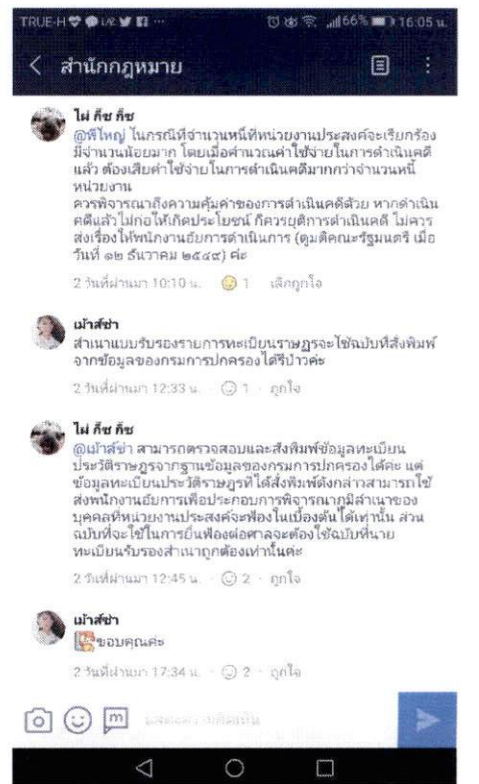 TRUE-H
66% 16:05 น.
สำนักกฎหมาย
ไผ่ ก็ช ก็ช
@พี่ใหญ่ ในกรณีที่จำนวนหนี้ที่หน่วยงานประสงค์จะเรียกร้อง
มีจำนวนน้อยมาก โดยเมื่อคำนวณค่าใช้จ่ายในการดำเนินคดี
แล้ว ต้องเสียค่าใช้จ่ายในการดำเนินคดีมากกว่าจำนวนหนี้
หน่วยงาน
ควรพิจารณาถึงความคุ้มค่าของการดำเนินคดีด้วย หากดำเนิน
คดีแล้วไม่ก่อให้เกิดประโยชน์ ก็ควรยุติการดำเนินคดี ไม่ควร
ส่งเรื่องให้พนักงานอัยการดำเนินการ (ดูมติคณะรัฐมนตรี เมื่อ
วันที่ ๑๒ ธันวาคม ๒๕๔๙) ค่ะ
2 วันที่ผ่านมา 10:10 น. 1 เลิกถูกใจ
เม้าส์ซ่า
สำเนาแบบรับรองรายการทะเบียนราษฎรจะใช้ฉบับที่สั่งพิมพ์
จากข้อมูลของกรมการปกครองได้รึป่าวค่ะ
2 วันที่ผ่านมา 12:33 น. 1 · ถูกใจ
ไผ่ ก็ช ก็ช
@เม้าส์ซ่า สามารถตรวจสอบและสั่งพิมพ์ข้อมูลทะเบียน
ประวัติราษฎรจากฐานข้อมูลของกรมการปกครองได้ค่ะ แต่
ข้อมูลทะเบียนประวัติราษฎรที่ได้สั่งพิมพ์ดังกล่าวสามารถใช้
ส่งพนักงานอัยการเพื่อประกอบการพิจารณาภูมิลำเนาของ
บุคคลที่หน่วยงานประสงค์จะฟ้องในเบื้องต้นได้เท่านั้น ส่วน
ฉบับที่จะใช้ในการยื่นฟ้องต่อศาลจะต้องใช้ฉบับที่นาย
ทะเบียนรับรองสำเนาถูกต้องเท่านั้นค่ะ
2 วันที่ผ่านมา 12:45 น. · 2 · ถูกใจ
เม้าส์ซ่า
ขอบคุณค่ะ
2 วันที่ผ่านมา 17:34 น. · 2 · ถูกใจ